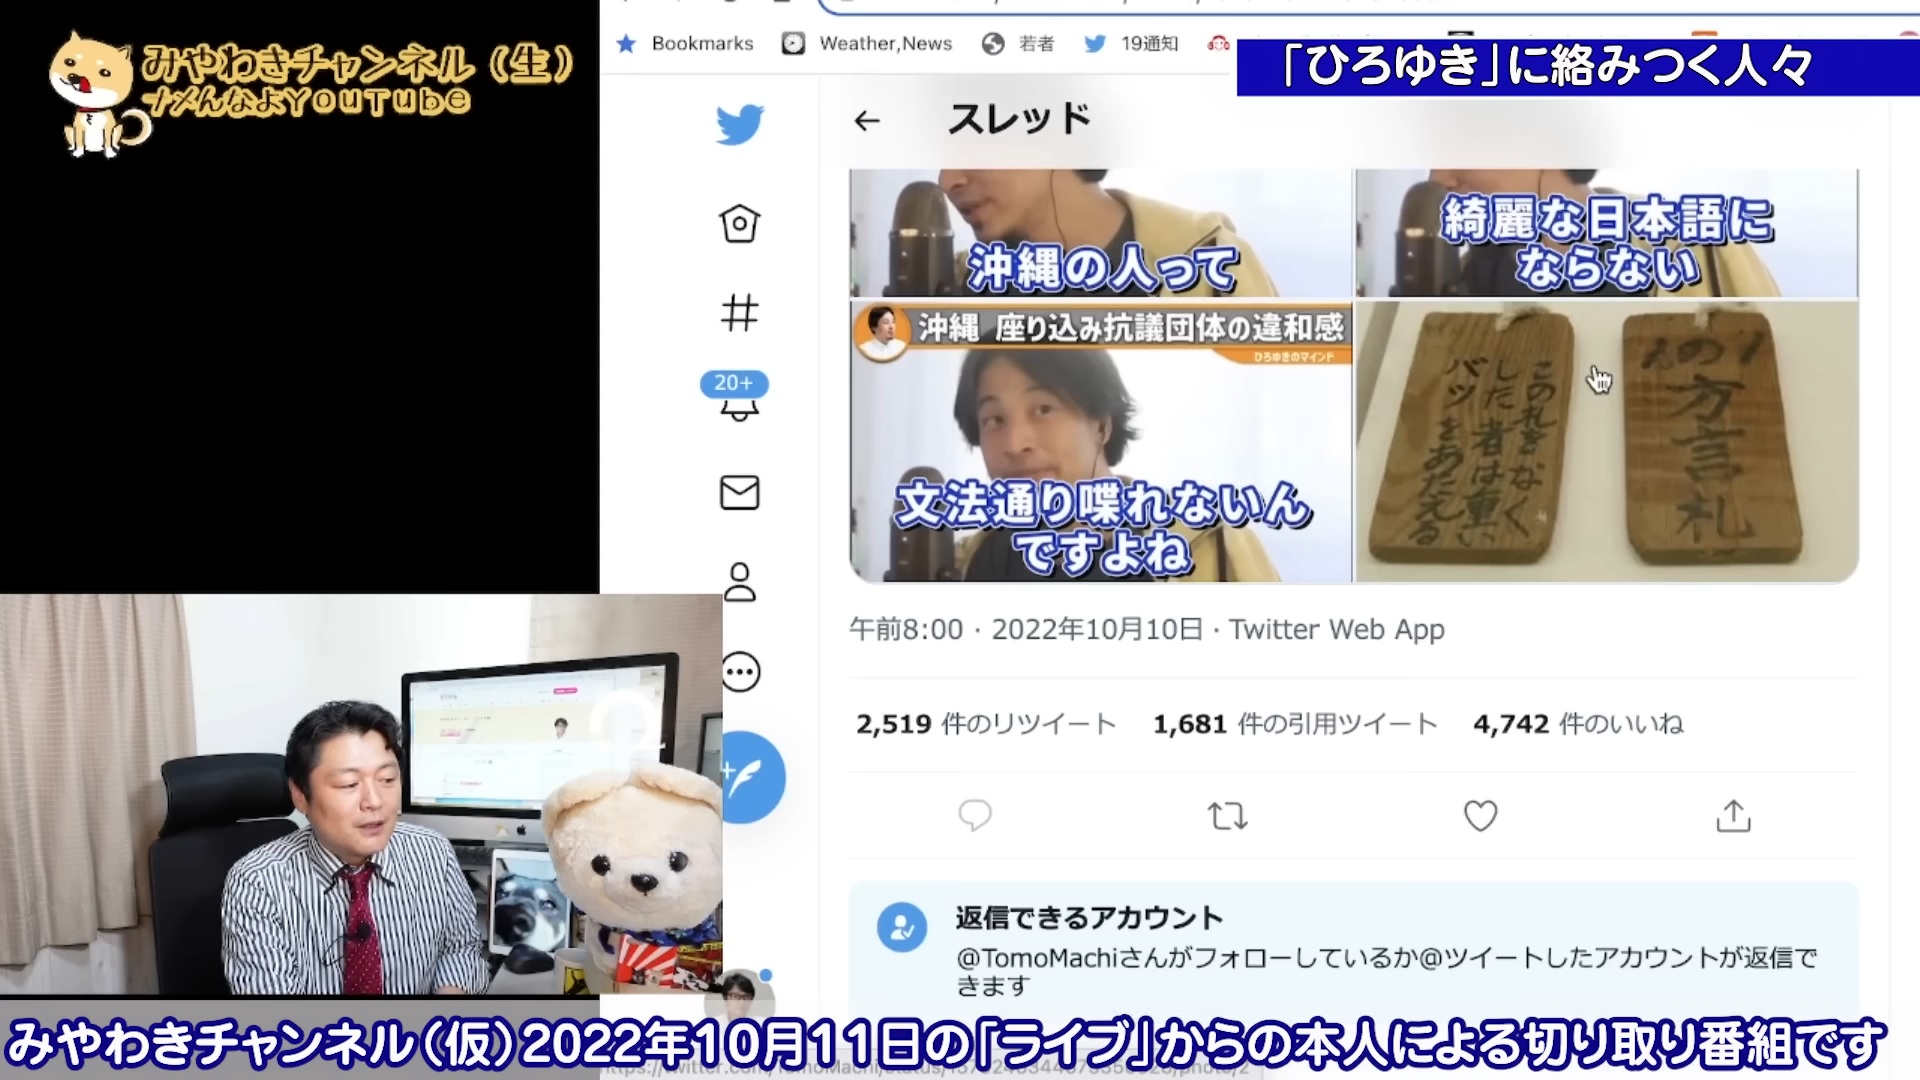 みやわきチャンネル（生）
ナメんなよYouTube
Bookmarks
Weather,News
若者
19通知
「ひろゆき」に絡みつく人々
スレッド
沖縄の人って
綺麗な日本語に
ならない
沖縄 座り込み抗議団体の違和感
ひろゆきのマインド
文法通り喋れないん
ですよね
この札をなく
した者は重い
バツをあたえる
方言札
20+
午前8:00 · 2022年10月10日 · Twitter Web App
2,519 件のリツイート 1,681 件の引用ツイート 4,742 件のいいね
返信できるアカウント
@TomoMachiさんがフォローしているか@ツイートしたアカウントが返信で
きます
みやわきチャンネル（仮）2022年10月11日の「ライブ」からの本人による切り取り番組です